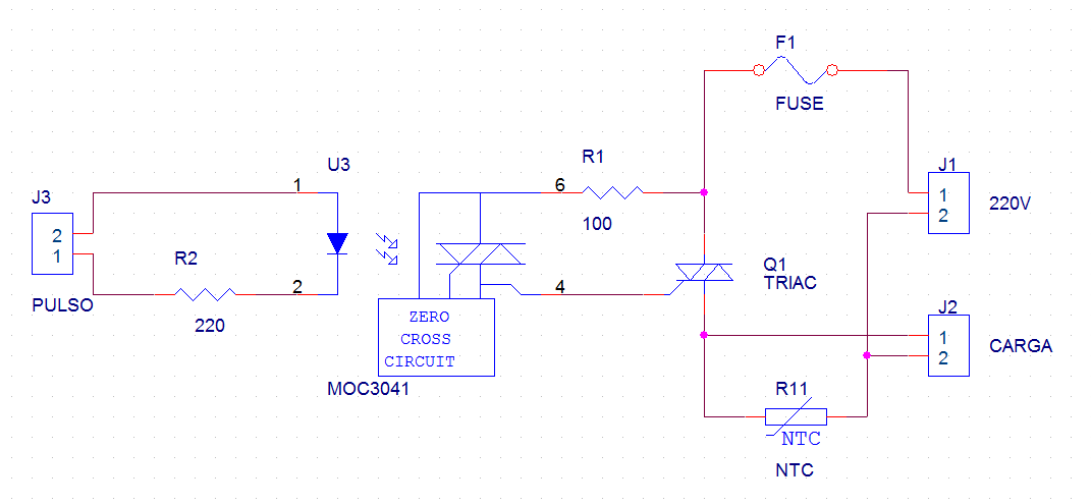 F1
FUSE
R1
6
100
U3
1
J3
2
1
PULSO
R2
2
220
4
ZERO
CROSS
CIRCUIT
MOC3041
Q1
TRIAC
J1
1
2
220V
J2
1
2
CARGA
R11
NTC
NTC